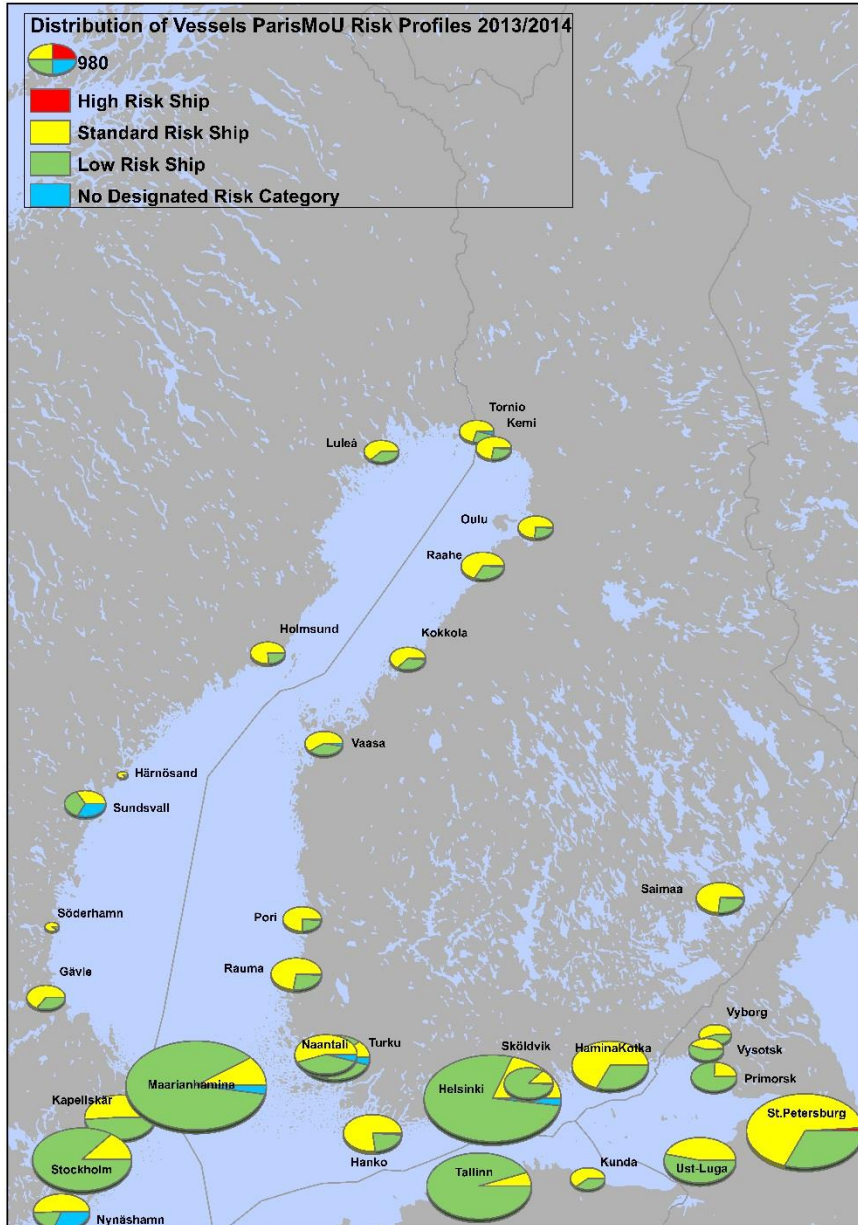 Distribution of Vessels ParisMoU Risk Profiles 2013/2014
980
High Risk Ship
Standard Risk Ship
Low Risk Ship
No Designated Risk Category
Tornio
Kemi
Luleå
Oulu
Raahe
Holmsund
Kokkola
Vaasa
Härnösand
Sundsvall
Saimaa
Söderhamn
Pori
Gävle
Rauma
Vyborg
Naantali
Turku
Sköldvik
HaminaKotka
Vysotsk
Maarianhamina
Primorsk
Helsinki
Kapellskär
St.Petersburg
Hanko
Kunda
Ust-Luga
Stockholm
Tallinn
Nynäshamn